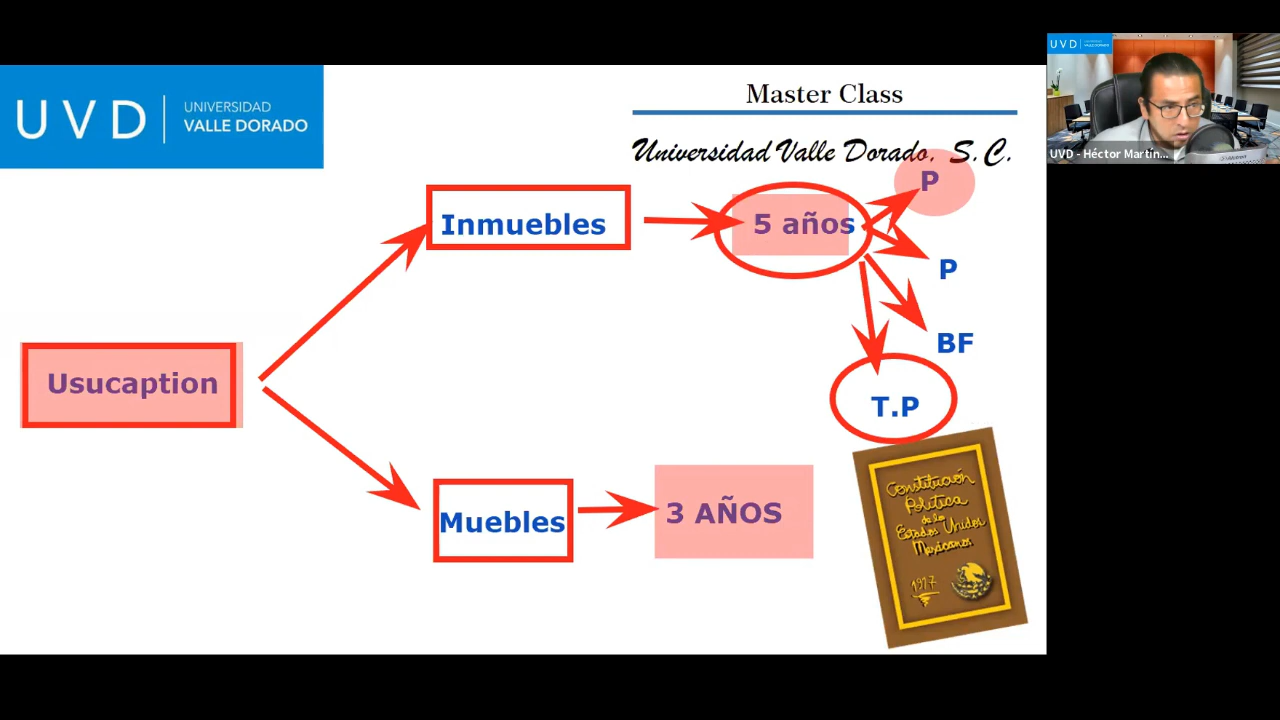 UVD
UNIVERSIDAD
VALLE DORADO
Master Class
Universidad Valle Dorado, S.C.
UVD
UVD - Héctor Martín...
Inmuebles
5 años
P
P
BF
T.P
Usucaption
Muebles
3 AÑOS
Constitución
Política
de los
Estados Unidos
Mexicanos
1917